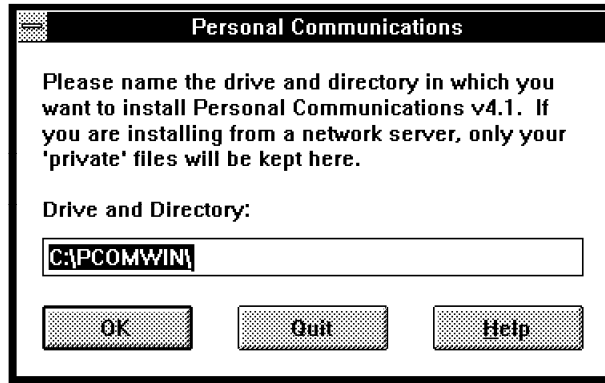 Personal Communications
Please name the drive and directory in which you
want to install Personal Communications v4.1. If
you are installing from a network server, only your
'private' files will be kept here.
Drive and Directory:
C:\PCOMWIN\
OK
Quit
Help